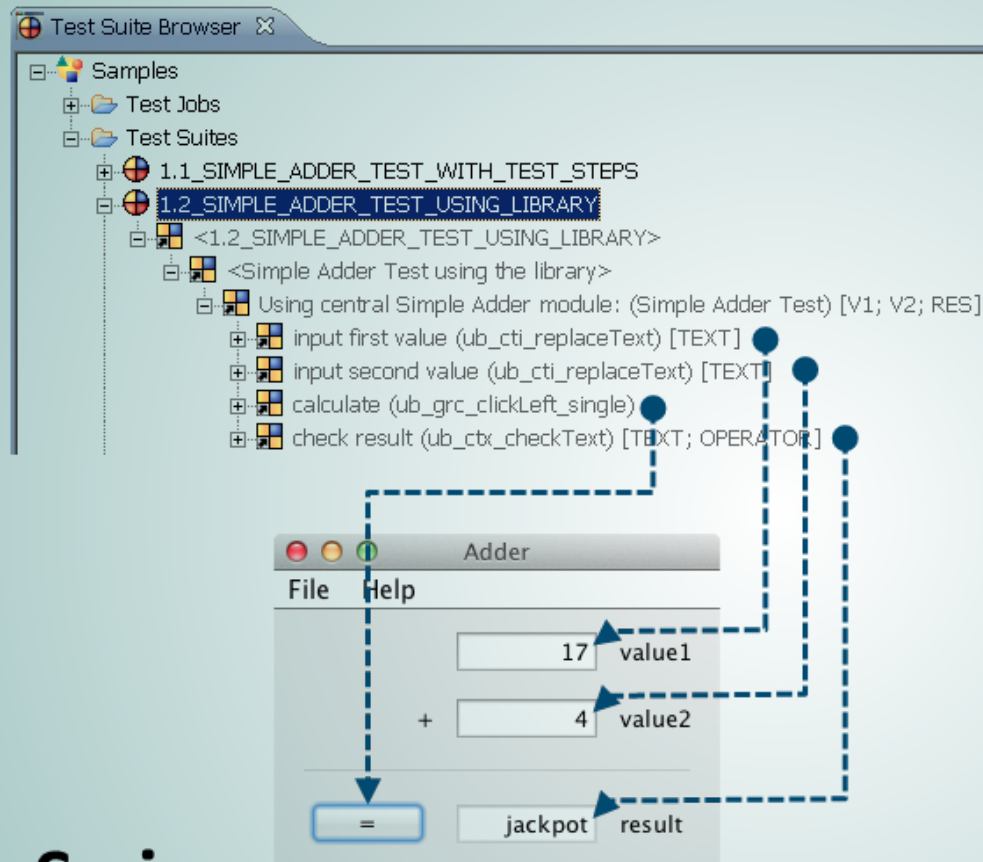 Test Suite Browser
Samples
Test Jobs
Test Suites
1.1_SIMPLE_ADDER_TEST_WITH_TEST_STEPS
1.2_SIMPLE_ADDER_TEST_USING_LIBRARY
<1.2_SIMPLE_ADDER_TEST_USING_LIBRARY>
<Simple Adder Test using the library>
Using central Simple Adder module: (Simple Adder Test) [V1; V2; RES]
input first value (ub_cti_replaceText) [TEXT]
input second value (ub_cti_replaceText) [TEXT]
calculate (ub_grc_clickLeft_single)
check result (ub_ctx_checkText) [TEXT; OPERATOR]
Adder
File Help
17 value1
+ 4 value2
= jackpot result